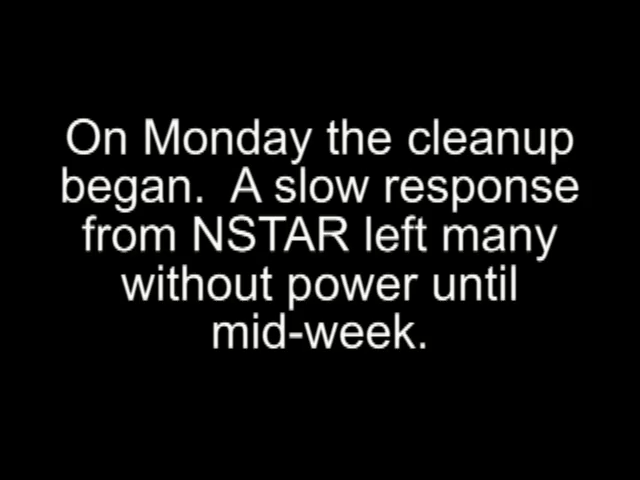 On Monday the cleanup
began.  A slow response
from NSTAR left many
without power until
mid-week.